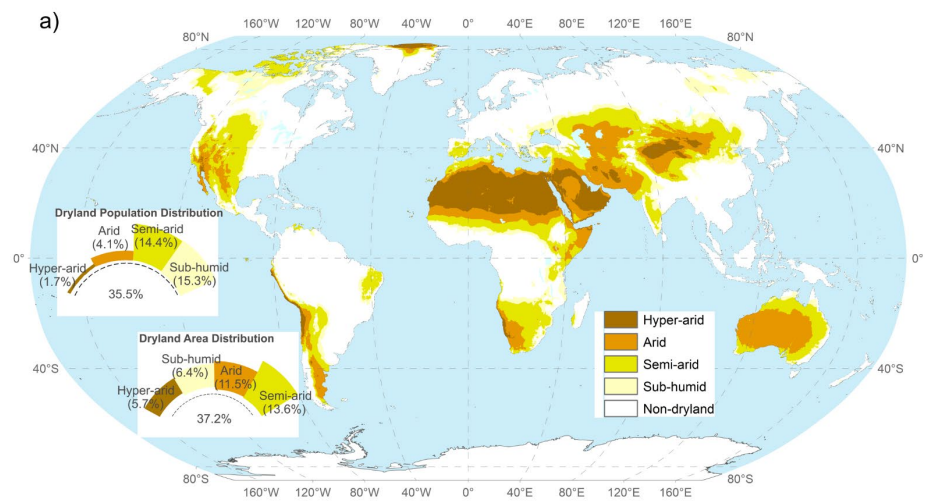 a)
160°W 120°W 80°W 40°W 0° 40°E 80°E 120°E 160°E
80°N 80°N
40°N 40°N
Dryland Population Distribution
Arid
(4.1%)
Semi-arid
(14.4%)
Hyper-arid
(1.7%)
Sub-humid
(15.3%)
35.5%
0° 0°
Dryland Area Distribution
Sub-humid
(6.4%)
Hyper-arid
(5.7%)
Arid
(11.5%)
Semi-arid
(13.6%)
37.2%
Hyper-arid
Arid
Semi-arid
Sub-humid
Non-dryland
40°S 40°S
80°S 80°S
160°W 120°W 80°W 40°W 0° 40°E 80°E 120°E 160°E